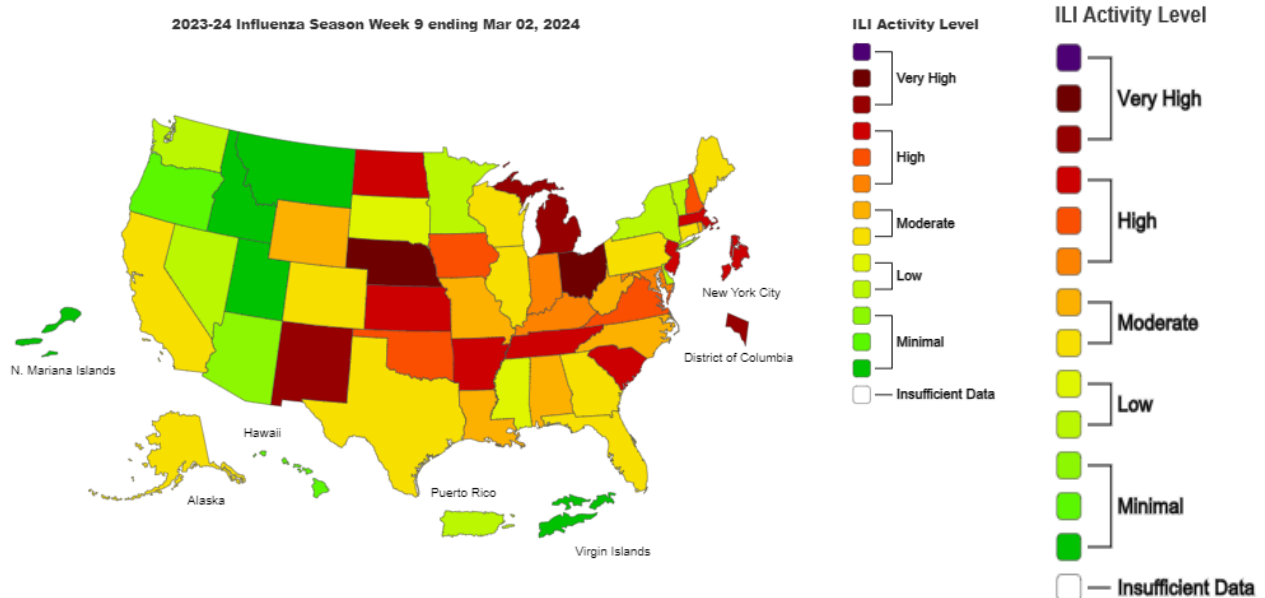 2023-24 Influenza Season Week 9 ending Mar 02, 2024
New York City
District of Columbia
N. Mariana Islands
Hawaii
Alaska
Puerto Rico
Virgin Islands
ILI Activity Level
Very High
High
Moderate
Low
Minimal
Insufficient Data
ILI Activity Level
Very High
High
Moderate
Low
Minimal
Insufficient Data